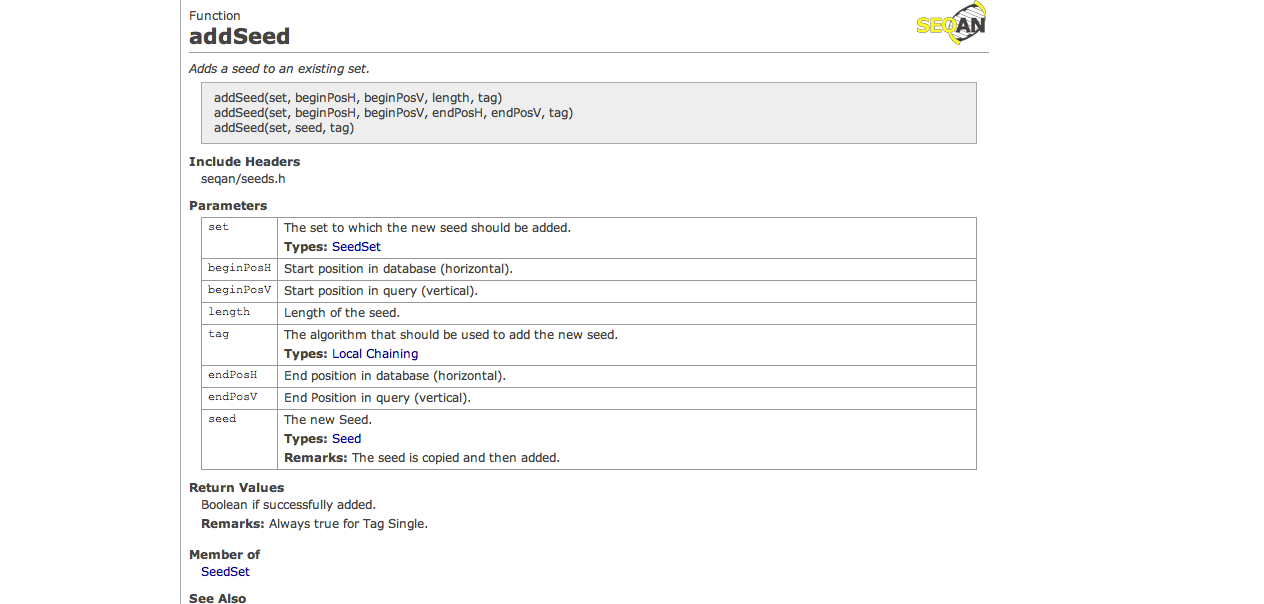 Function
addSeed
SEQAN
Adds a seed to an existing set.
addSeed(set, beginPosH, beginPosV, length, tag)
addSeed(set, beginPosH, beginPosV, endPosH, endPosV, tag)
addSeed(set, seed, tag)
Include Headers
seqan/seeds.h
Parameters
set The set to which the new seed should be added.
Types: SeedSet
beginPosH Start position in database (horizontal).
beginPosV Start position in query (vertical).
length Length of the seed.
tag The algorithm that should be used to add the new seed.
Types: Local Chaining
endPosH End position in database (horizontal).
endPosV End Position in query (vertical).
seed The new Seed.
Types: Seed
Remarks: The seed is copied and then added.
Return Values
Boolean if successfully added.
Remarks: Always true for Tag Single.
Member of
SeedSet
See Also